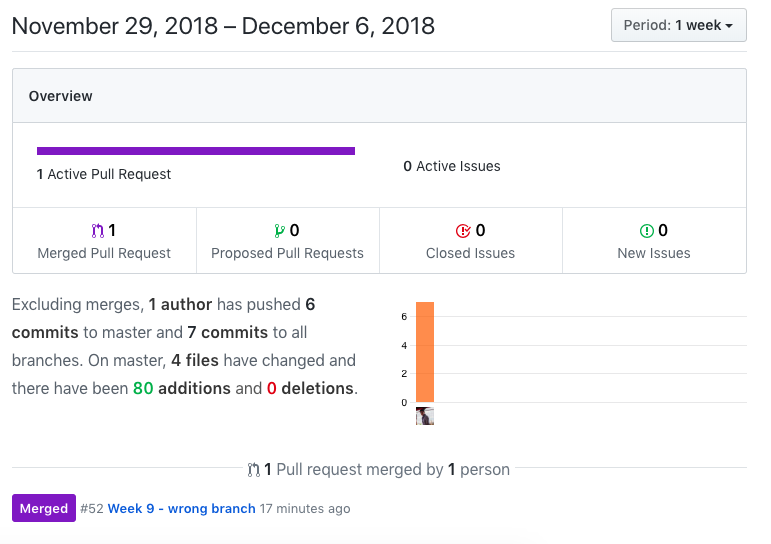 November 29, 2018 – December 6, 2018
Period: 1 week
Overview
1 Active Pull Request
0 Active Issues
1
Merged Pull Request
0
Proposed Pull Requests
0
Closed Issues
0
New Issues
Excluding merges, 1 author has pushed 6
commits to master and 7 commits to all
branches. On master, 4 files have changed and
there have been 80 additions and 0 deletions.
6
4
2
0
1 Pull request merged by 1 person
Merged #52 Week 9 - wrong branch 17 minutes ago